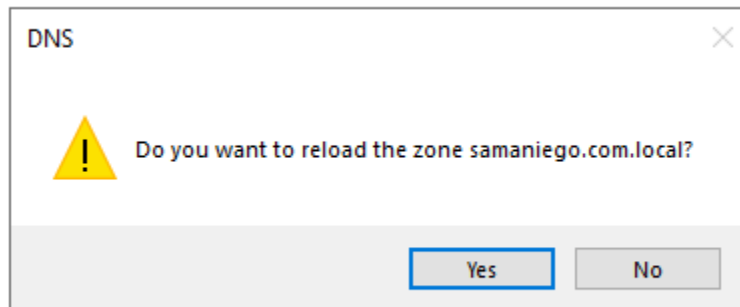 DNS
Do you want to reload the zone samaniego.com.local?
Yes
No